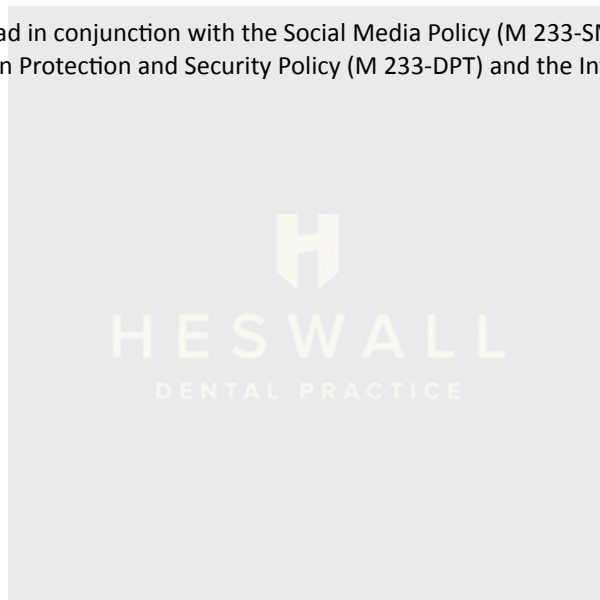 ad in conjunction with the Social Media Policy (M 233-SM
n Protection and Security Policy (M 233-DPT) and the In
H
HESWALL
DENTAL PRACTICE